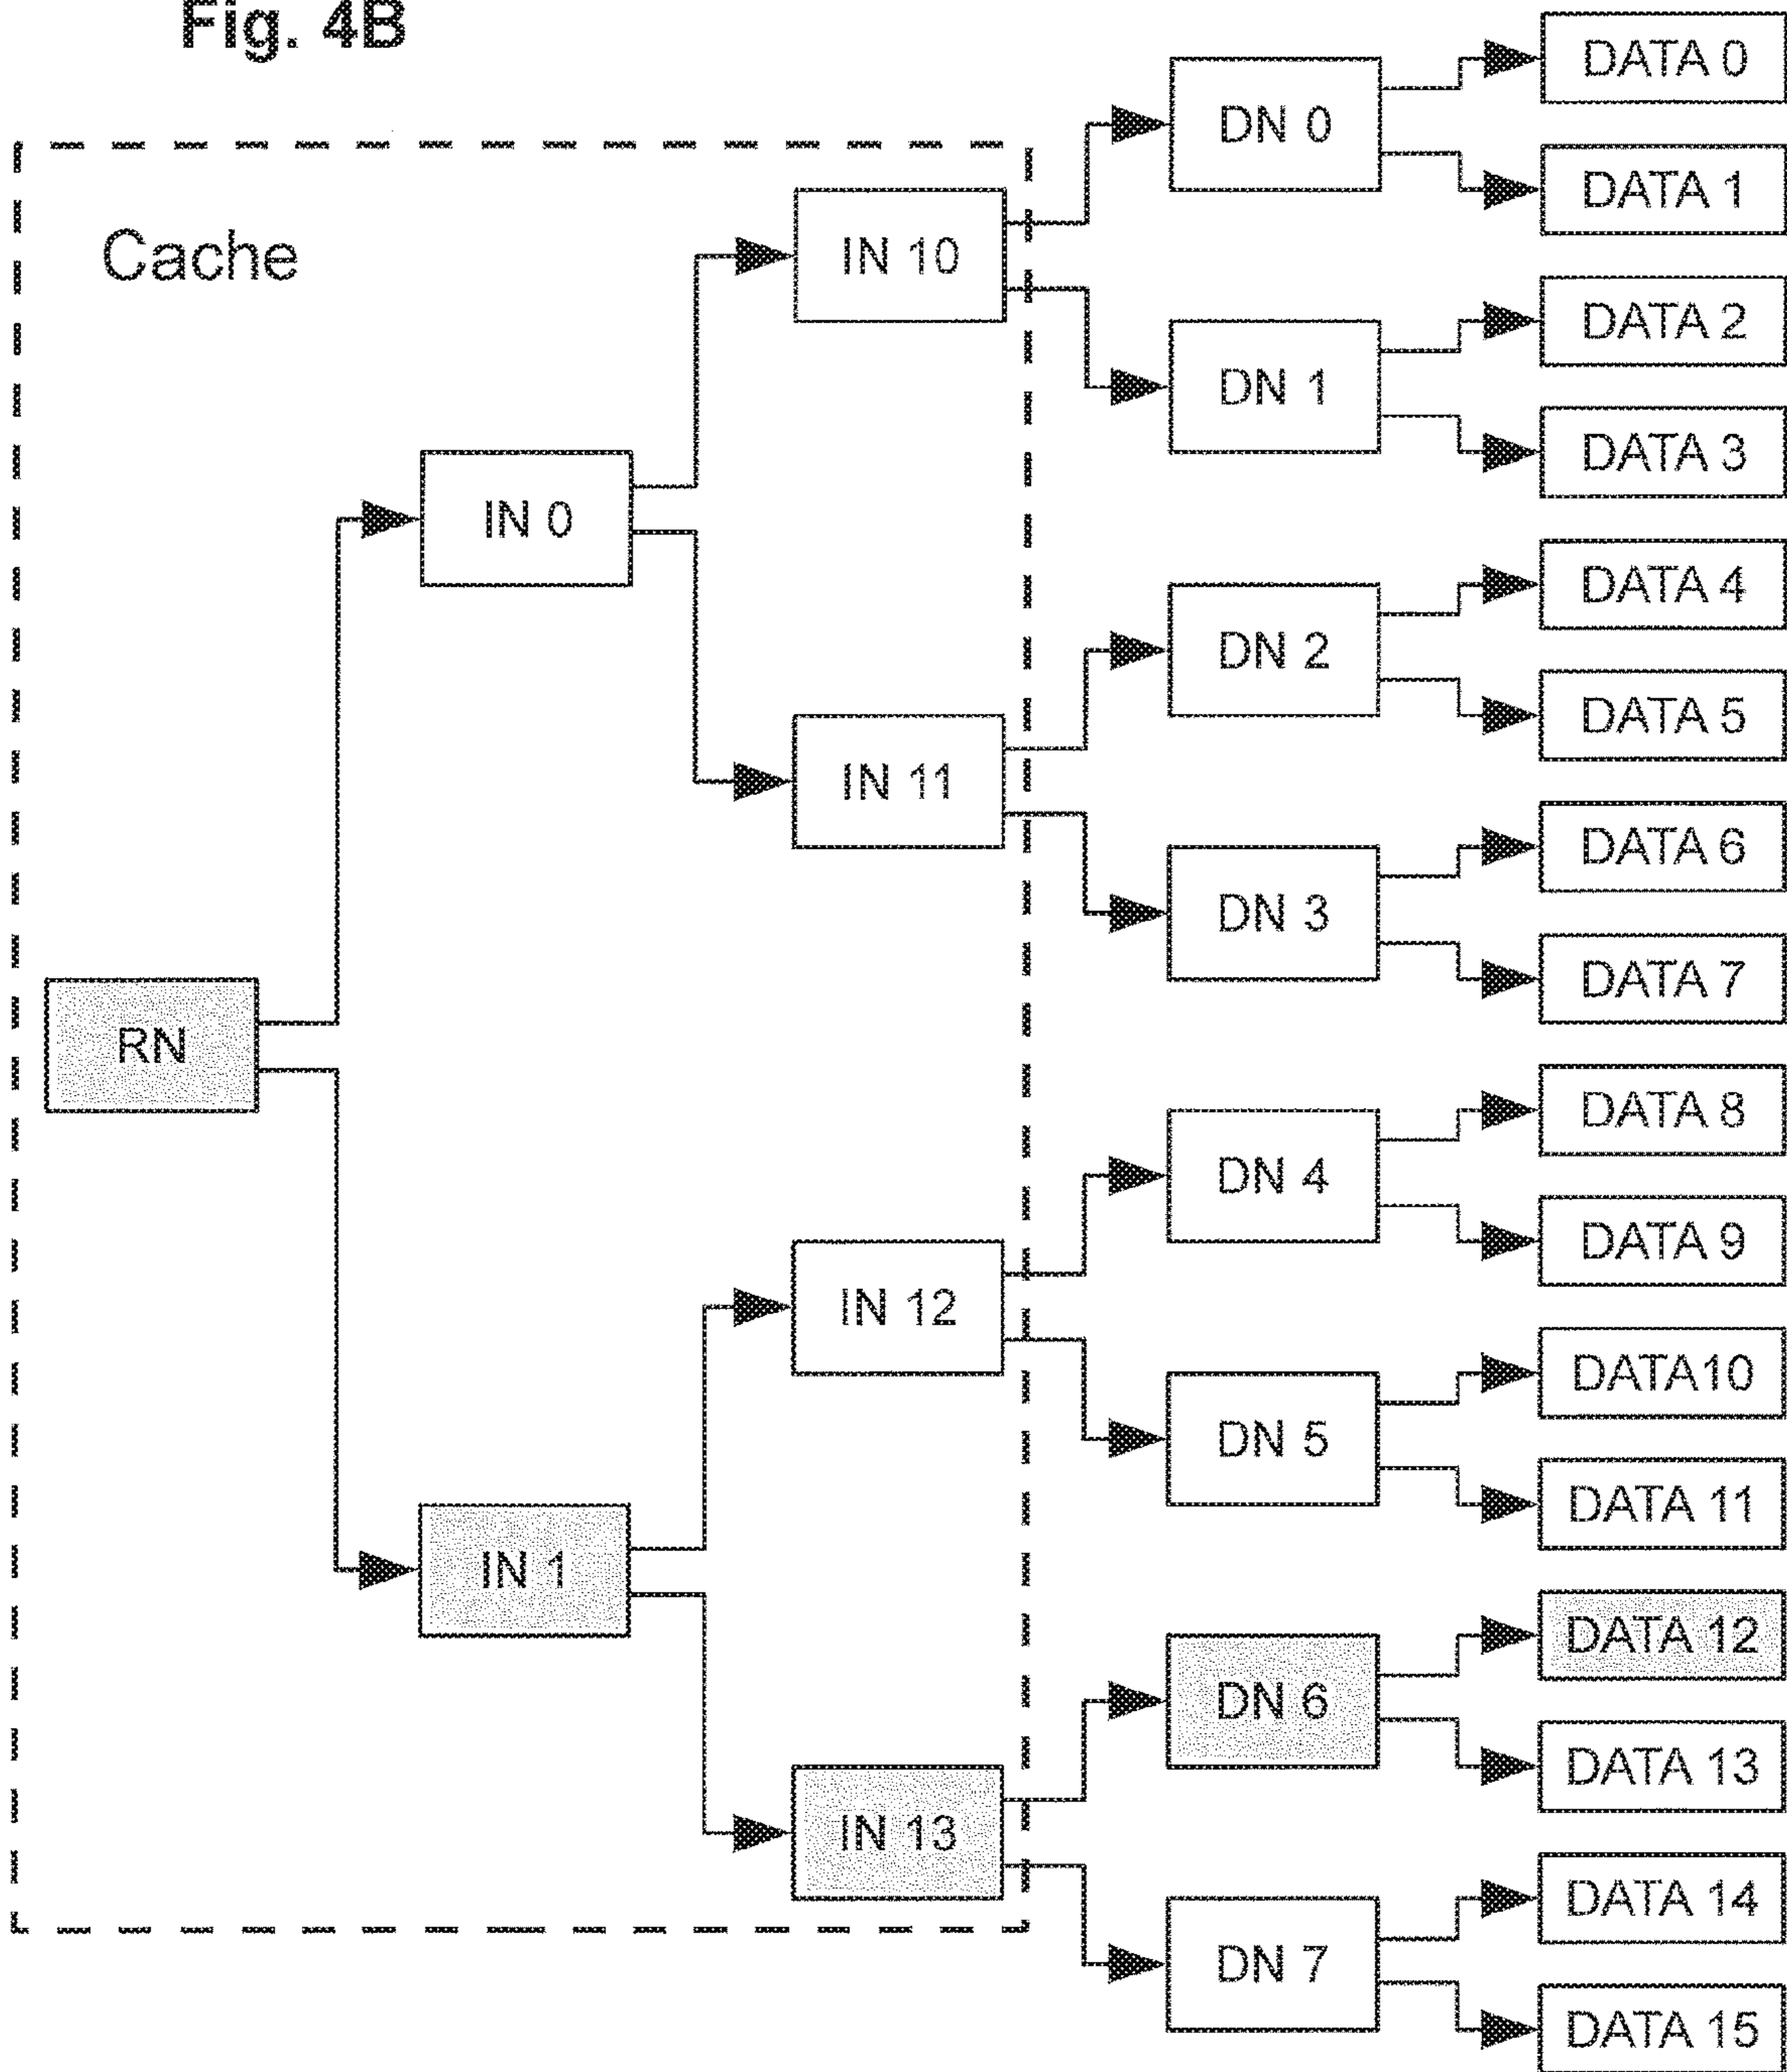 Fig. 4B
Cache
RN
IN 0
IN 1
IN 10
IN 11
IN 12
IN 13
DN 0
DN 1
DN 2
DN 3
DN 4
DN 5
DN 6
DN 7
DATA 0
DATA 1
DATA 2
DATA 3
DATA 4
DATA 5
DATA 6
DATA 7
DATA 8
DATA 9
DATA10
DATA 11
DATA 12
DATA 13
DATA 14
DATA 15